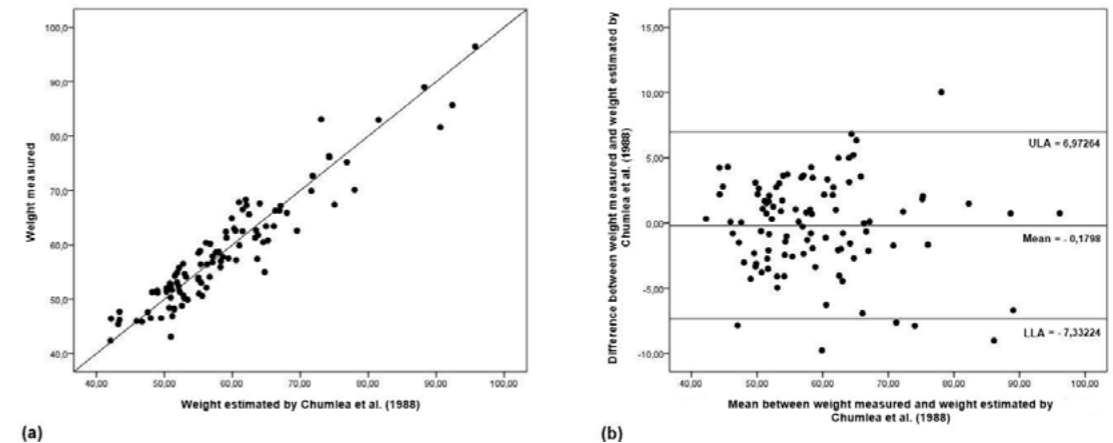 100,0
90,0
80,0
70,0
60,0
50,0
40,0
Weight measured
40,00 50,00 60,00 70,00 80,00 90,00 100,00
Weight estimated by Chumlea et al. (1988)
(a)
Difference between weight measured and weight estimated by
Chumlea et al. (1988)
15,00
10,00
5,00
0,00
-5,00
-10,00
ULA = 6,97264
Mean = - 0,1798
LLA = - 7,33224
40,00 50,00 60,00 70,00 80,00 90,00 100,00
Mean between weight measured and weight estimated by
Chumlea et al. (1988)
(b)